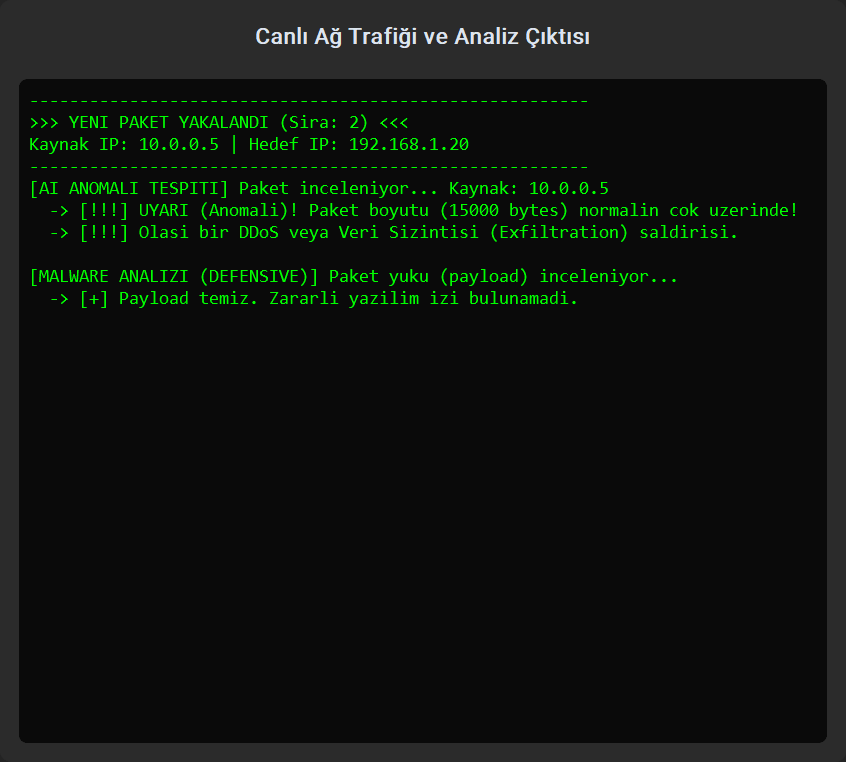 Canlı Ağ Trafiği ve Analiz Çıktısı
--------------------------------------------------------
>>> YENI PAKET YAKALANDI (Sira: 2) <<<
Kaynak IP: 10.0.0.5 | Hedef IP: 192.168.1.20
--------------------------------------------------------
[AI ANOMALI TESPITI] Paket inceleniyor... Kaynak: 10.0.0.5
  -> [!!!] UYARI (Anomali)! Paket boyutu (15000 bytes) normalin cok uzerinde!
  -> [!!!] Olasi bir DDoS veya Veri Sizintisi (Exfiltration) saldirisi.
[MALWARE ANALIZI (DEFENSIVE)] Paket yuku (payload) inceleniyor...
  -> [+] Payload temiz. Zararli yazilim izi bulunamadi.